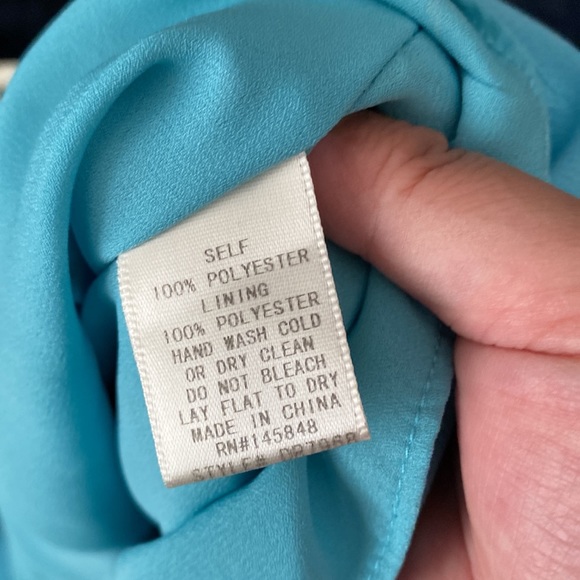 SELF
100% POLYESTER
LINING
100% POLYESTER
HAND WASH COLD
OR DRY CLEAN
DO NOT BLEACH
LAY FLAT TO DRY
MADE IN CHINA
RN#145848
STYLE#